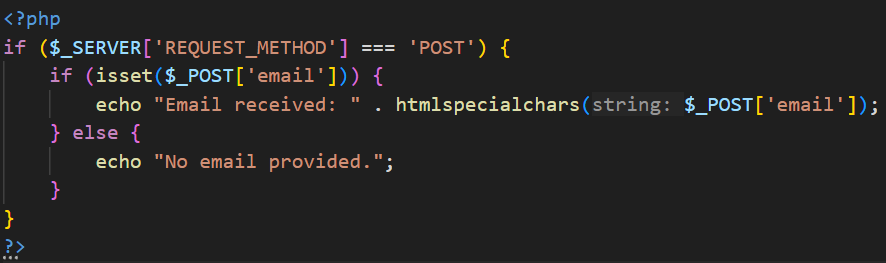 <?php
if ($_SERVER['REQUEST_METHOD'] === 'POST') {
    if (isset($_POST['email'])) {
        echo "Email received: " . htmlspecialchars(string: $_POST['email']);
    } else {
        echo "No email provided.";
    }
}
?>